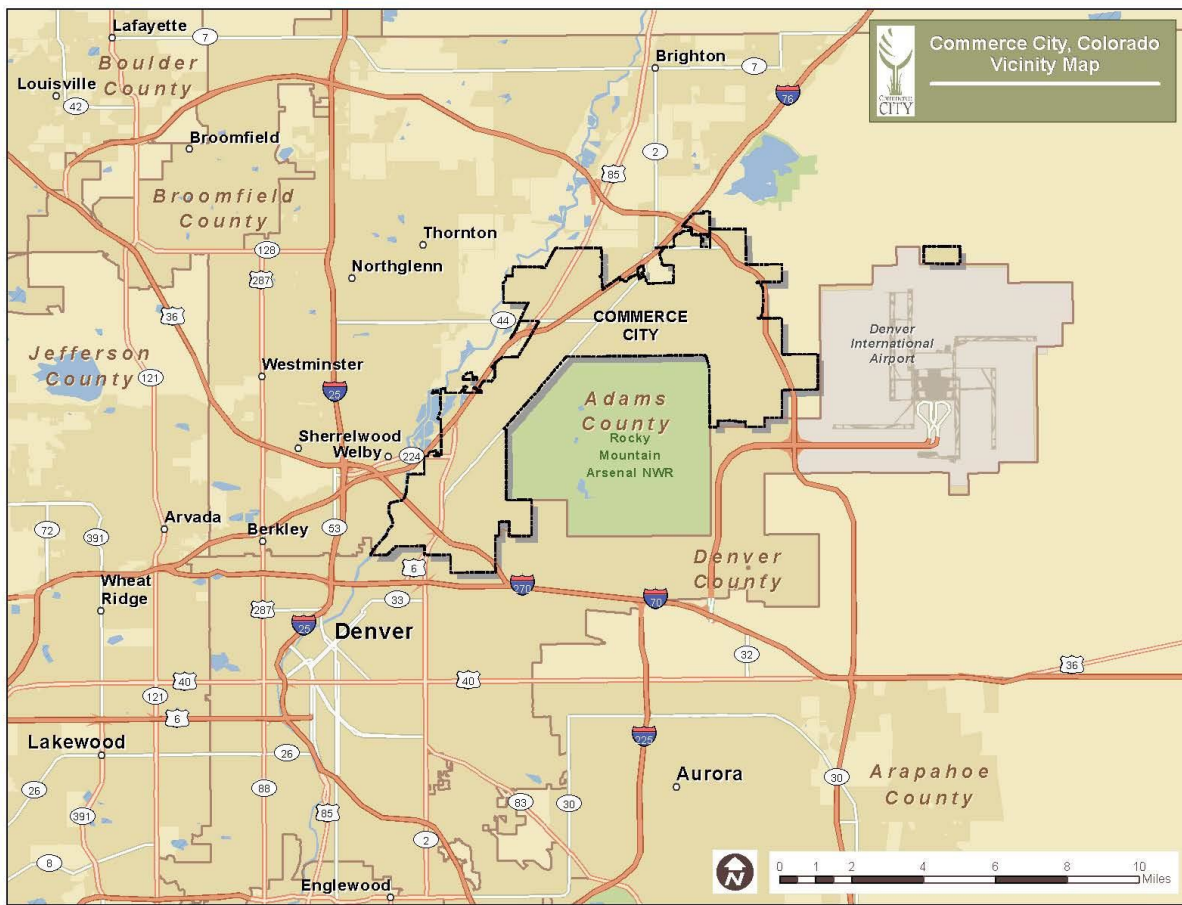 Commerce City, Colorado
Vicinity Map
COMMERCE
CITY
Lafayette
7
Boulder
County
Louisville
42
Broomfield
Broomfield
County
Brighton
7
76
2
85
Thornton
Northglenn
128
287
36
44
COMMERCE
CITY
Denver
International
Airport
Jefferson
County
121
Westminster
25
Adams
County
Rocky
Mountain
Arsenal NWR
Sherrelwood
Welby
224
72
391
Arvada
Berkley
53
6
270
Denver
County
Wheat
Ridge
287
25
33
70
Denver
32
36
40
40
121
6
225
Lakewood
26
26
88
85
83
30
Aurora
30
Arapahoe
County
391
8
2
Englewood
N
0 1 2 4 6 8 10
Miles